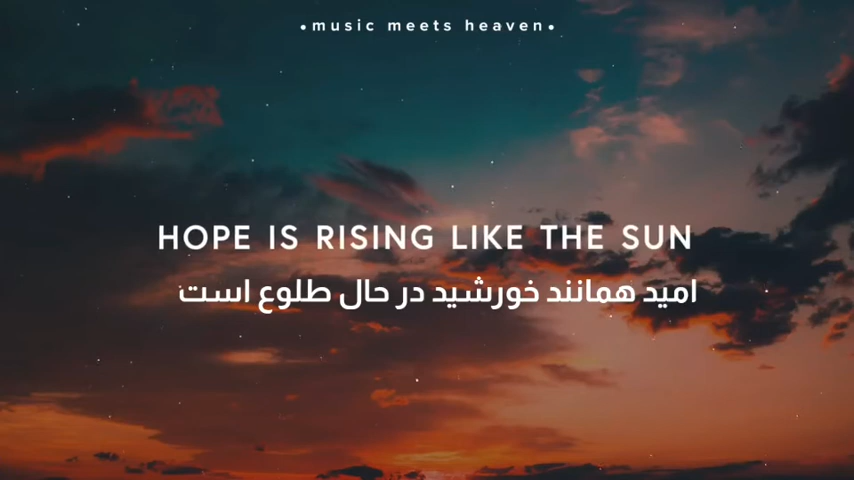 •music meets heaven•
HOPE IS RISING LIKE THE SUN
امید همانند خورشید در حال طلوع است